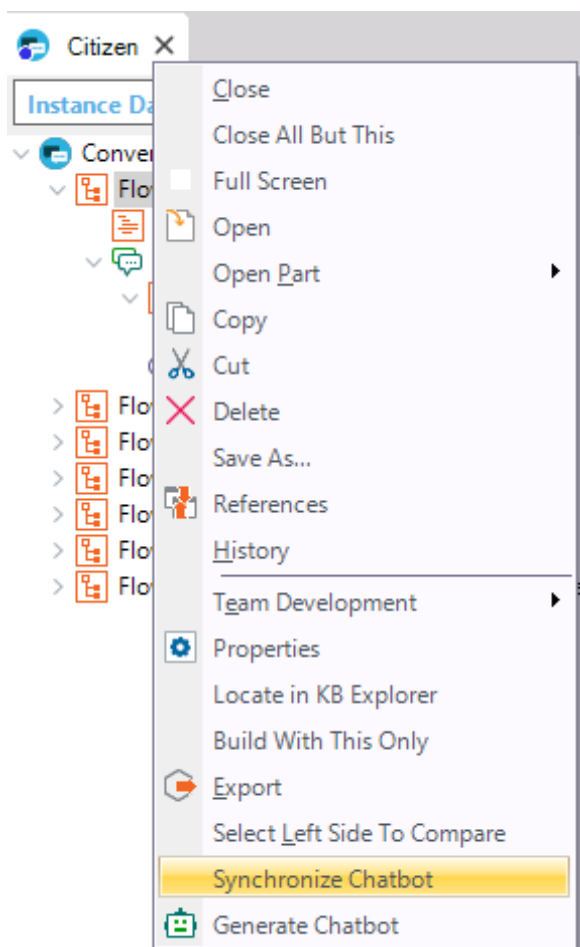 Citizen
Instance Da
Conver
Flo
Flo
Flo
Flo
Flo
Flo
Flo
Close
Close All But This
Full Screen
Open
Open Part
Copy
Cut
Delete
Save As...
References
History
Team Development
Properties
Locate in KB Explorer
Build With This Only
Export
Select Left Side To Compare
Synchronize Chatbot
Generate Chatbot